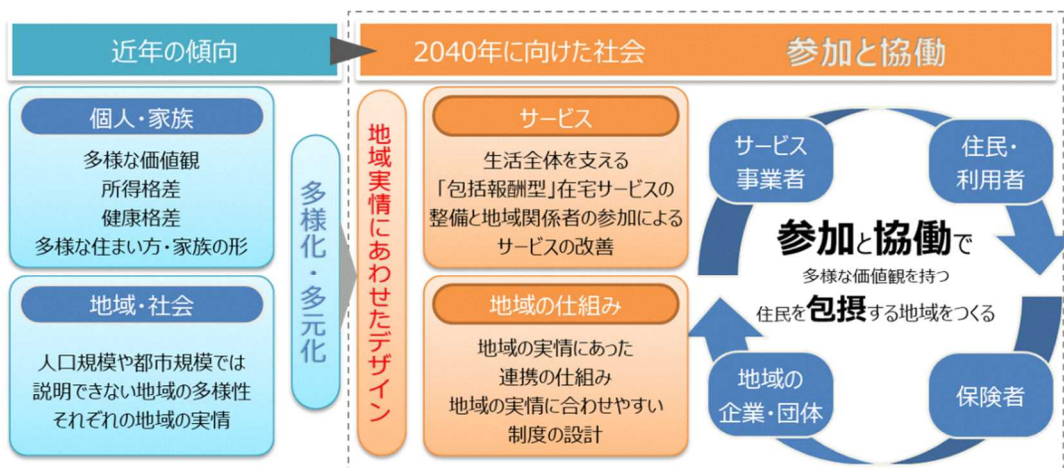 近年の傾向
2040年に向けた社会
参加と協働
個人・家族
多様な価値観
所得格差
健康格差
多様な住まい方・家族の形
地域・社会
人口規模や都市規模では
説明できない地域の多様性
それぞれの地域の実情
多様化・多元化
地域実情にあわせたデザイン
サービス
生活全体を支える
「包括報酬型」在宅サービスの
整備と地域関係者の参加による
サービスの改善
地域の仕組み
地域の実情にあった
連携の仕組み
地域の実情に合わせやすい
制度の設計
サービス
事業者
住民・
利用者
参加と協働で
多様な価値観を持つ
住民を包摂する地域をつくる
地域の
企業・団体
保険者